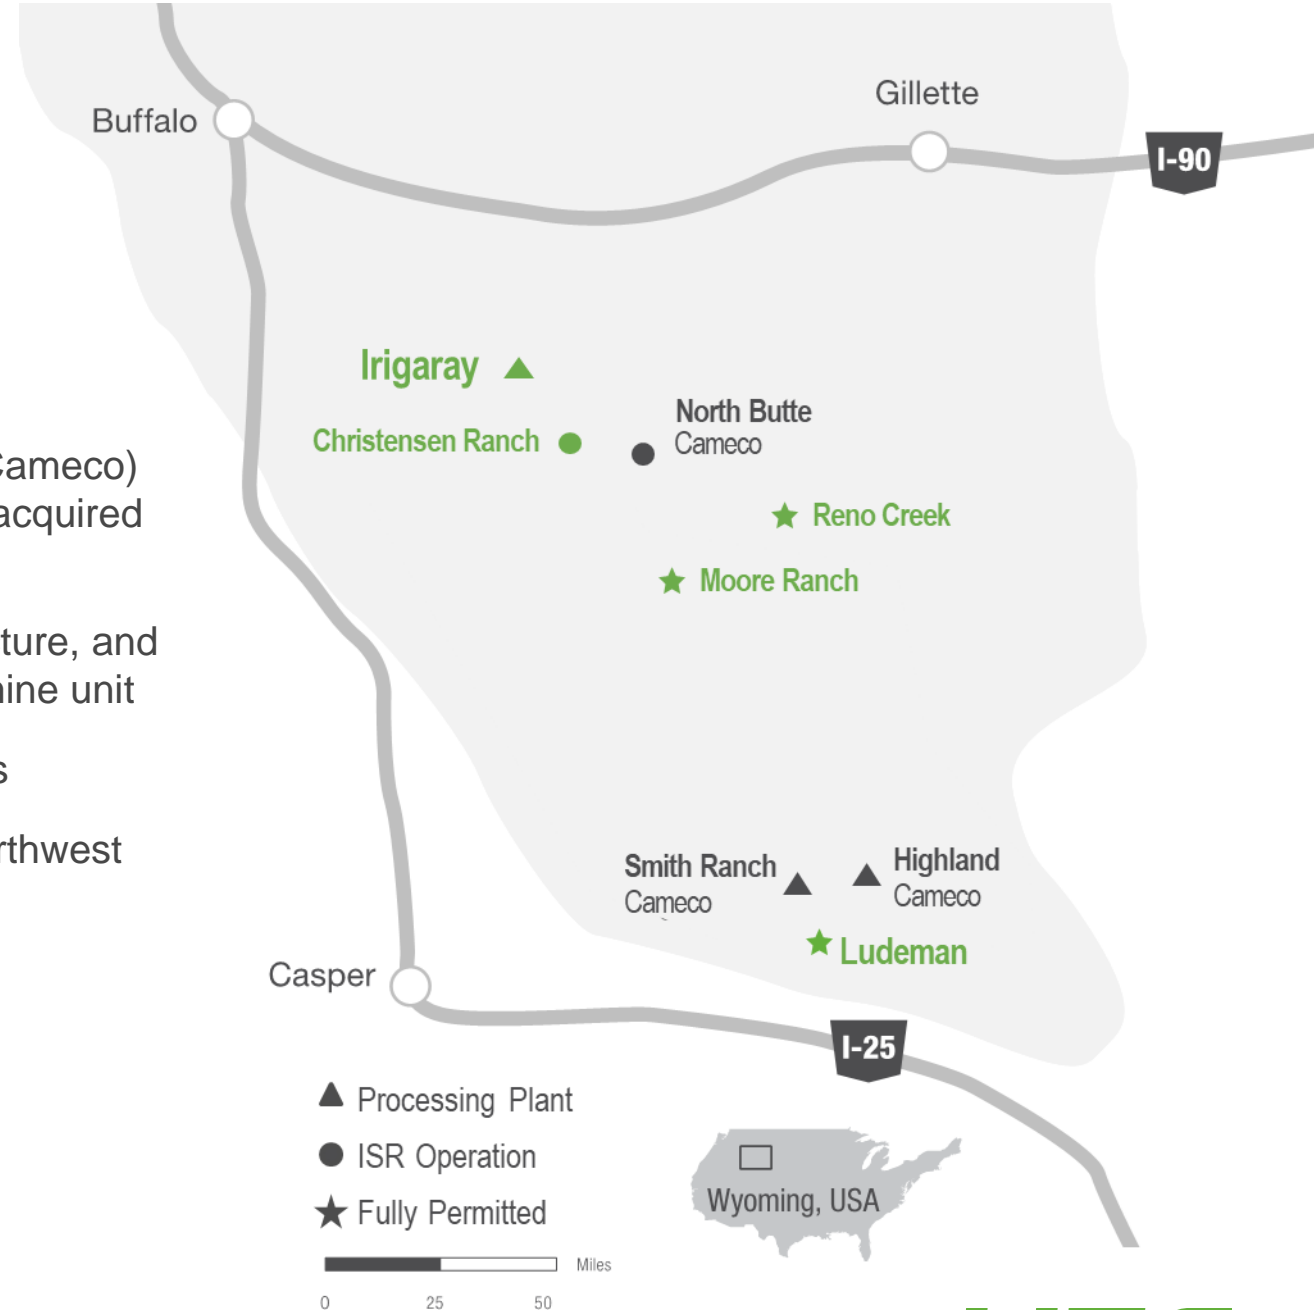 Buffalo
Gillette
I-90
Irigaray
North Butte
Cameco
Christensen Ranch
Cameco)
acquired
Reno Creek
Moore Ranch
ture, and
nine unit
s
rthwest
Smith Ranch
Cameco
Highland
Cameco
Ludeman
Casper
I-25
Processing Plant
ISR Operation
Fully Permitted
Wyoming, USA
Miles
0 25 50